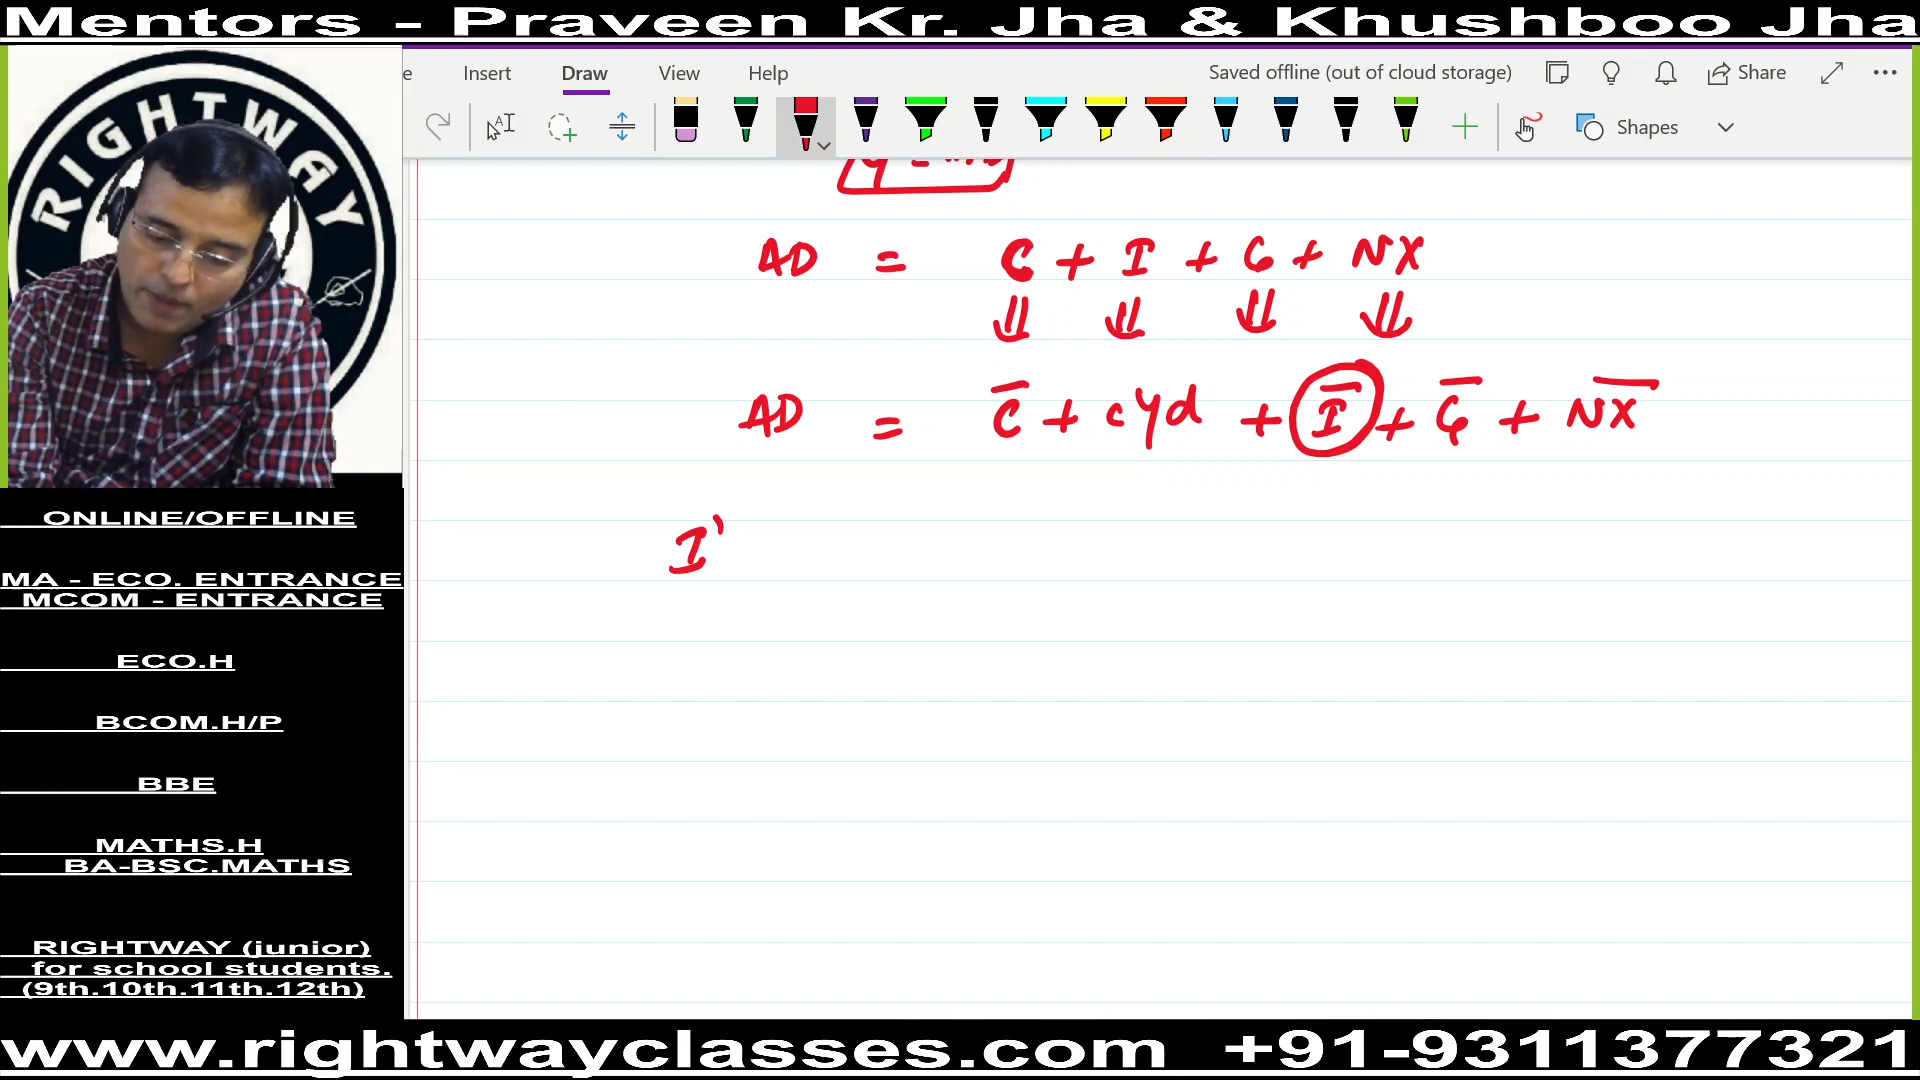 Mentors - Praveen Kr. Jha & Khushboo Jha
RIGHTWAY
Insert Draw View Help Saved offline (out of cloud storage) Share
Shapes
AD = C + I + G + NX
AD = C̅ + cYd + I̅ + G̅ + N̅X̅
I'
ONLINE/OFFLINE
MA - ECO. ENTRANCE
MCOM - ENTRANCE
ECO.H
BCOM.H/P
BBE
MATHS.H
BA-BSC.MATHS
RIGHTWAY (junior)
for school students.
(9th.10th.11th.12th)
www.rightwayclasses.com +91-9311377321